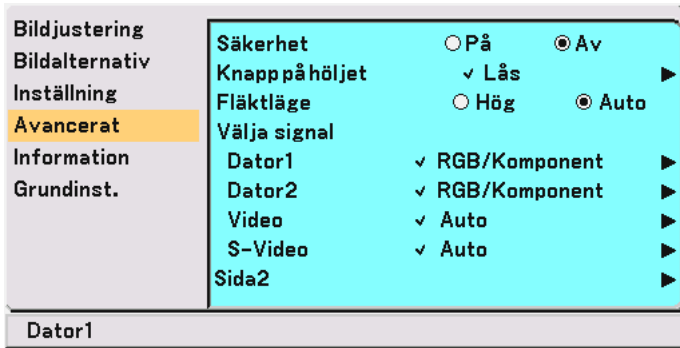 Bildjustering
Bildalternativ
Inställning
Avancerat
Information
Grundinst.
Säkerhet På Av
Knapp på höljet ✓ Lås
Fläktläge Hög Auto
Välja signal
Dator1 ✓ RGB/Komponent
Dator2 ✓ RGB/Komponent
Video ✓ Auto
S-Video ✓ Auto
Sida2
Dator1